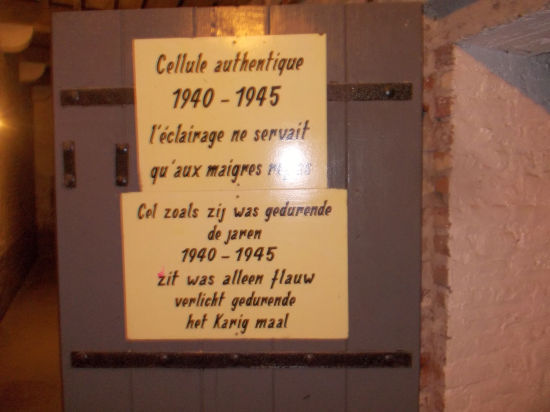 Cellule authentique
1940 - 1945
l'éclairage ne servait
qu'aux maigres repas
Cel zoals zij was gedurende
de jaren
1940 - 1945
zit was alleen flauw
verlicht gedurende
het Karig maal